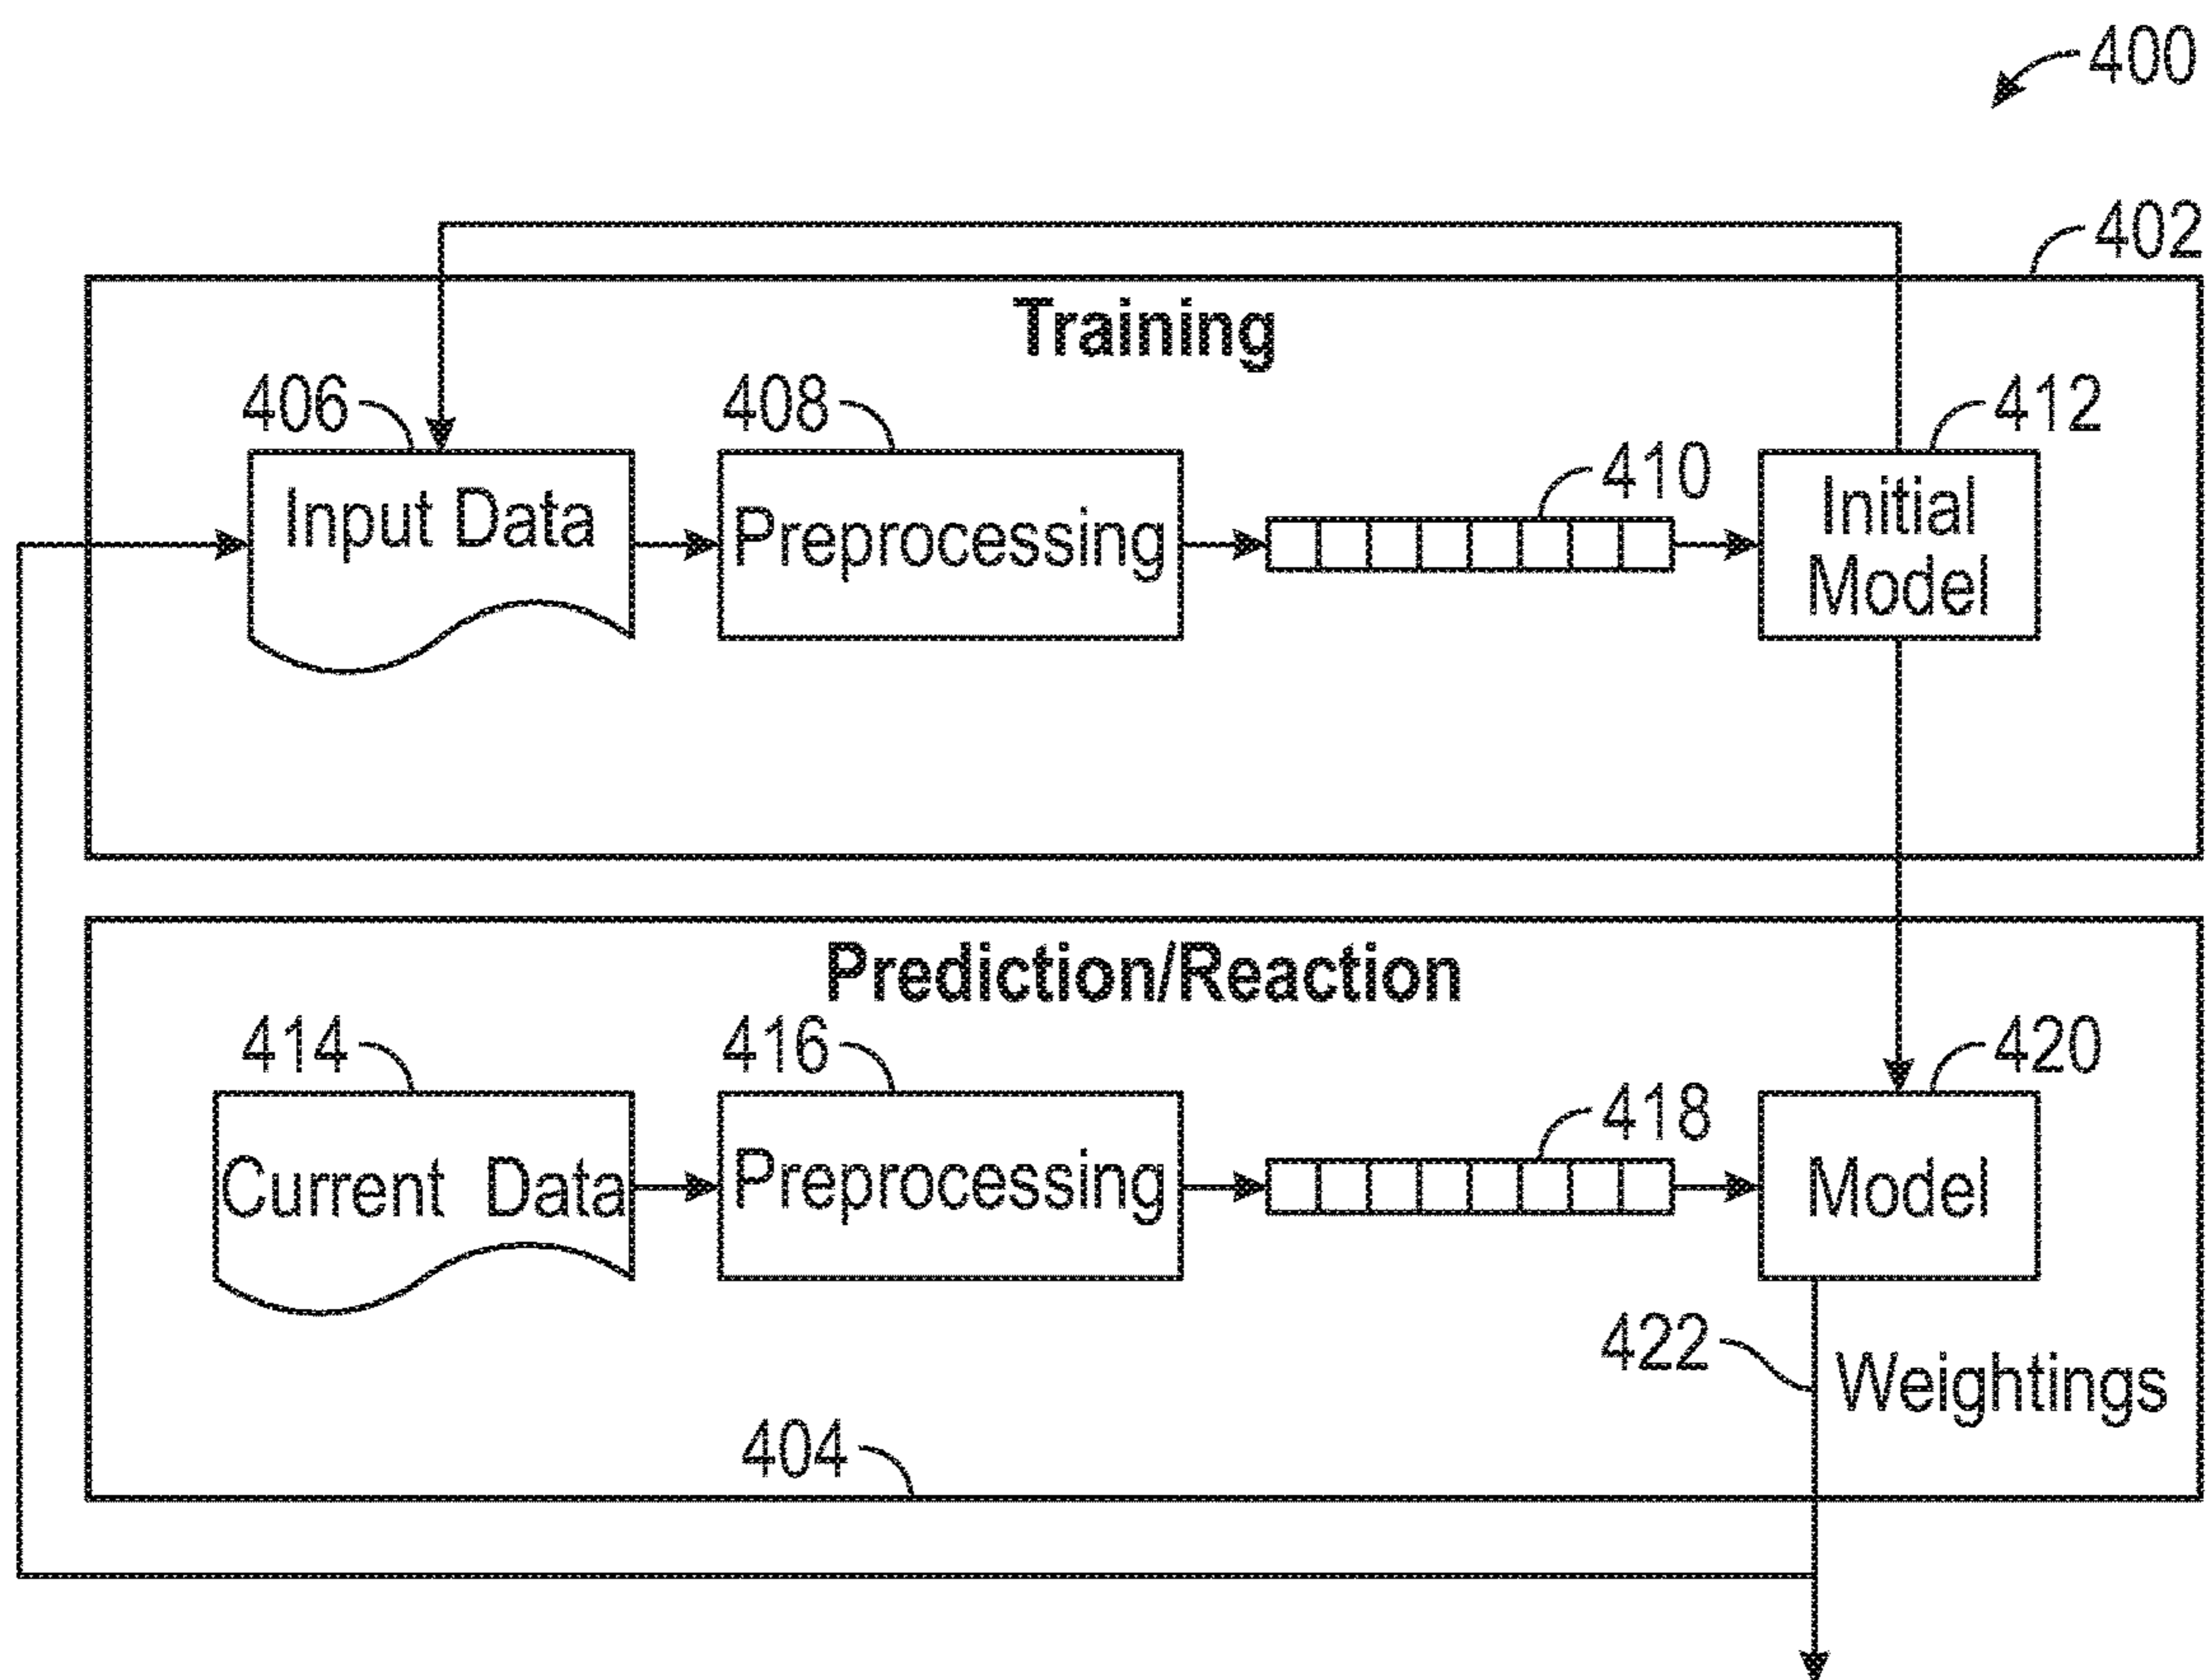 400
402
Training
406
408
410
412
Input Data
Preprocessing
Initial
Model
Prediction/Reaction
414
416
418
420
Current Data
Preprocessing
Model
422
Weightings
404